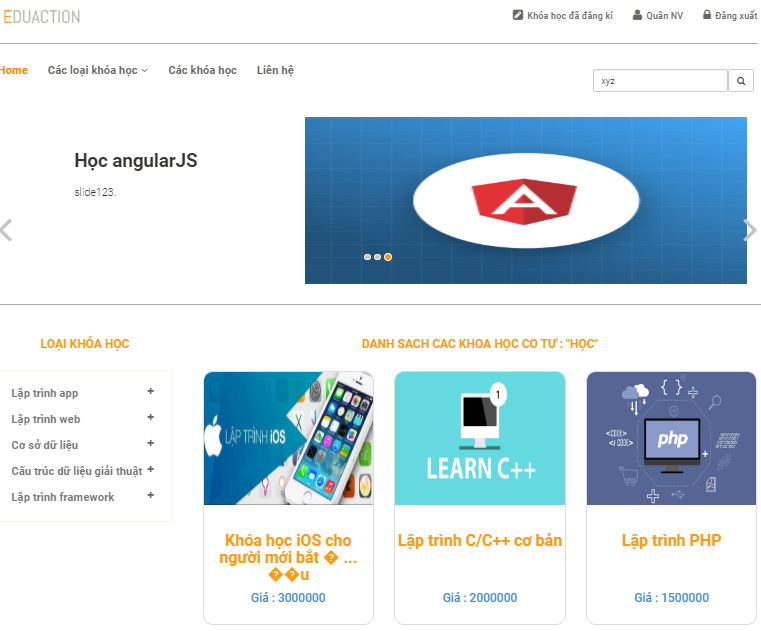 EDUACTION
Khóa học đã đăng kí Quân NV Đăng xuất
Home Các loại khóa học Các khóa học Liên hệ
xyz
Học angularJS
slide123.
LOẠI KHÓA HỌC
Lập trình app +
Lập trình web +
Cơ sở dữ liệu +
Cấu trúc dữ liệu giải thuật +
Lập trình framework +
DANH SACH CAC KHOA HỌC CO TƯ : "HỌC"
LẬP TRÌNH iOS
Khóa học iOS cho
người mới bắt � ...
��u
Giá : 3000000
1
LEARN C++
Lập trình C/C++ cơ bản
Giá : 2000000
{ }
<CODE>
</ CODE>
php
Lập trình PHP
Giá : 1500000